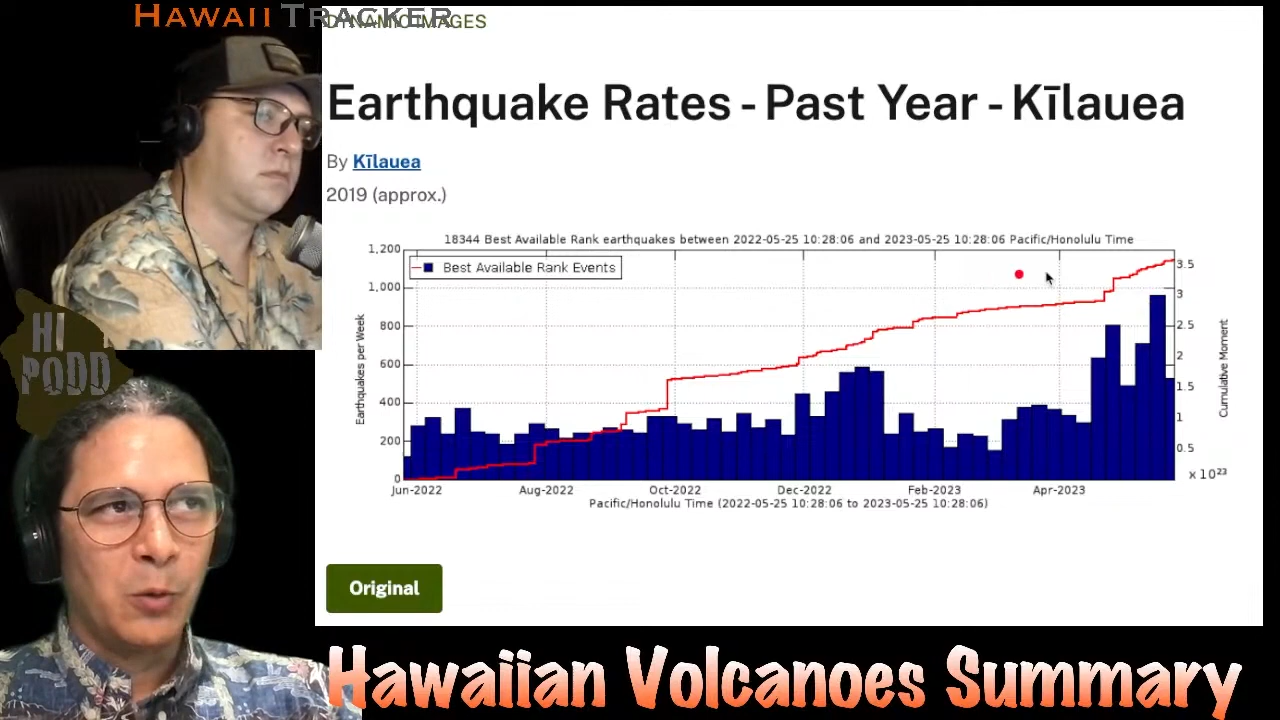 HAWAII TRACKER
DYNAMIC IMAGES
Earthquake Rates - Past Year - Kīlauea
By Kīlauea
2019 (approx.)
18344 Best Available Rank earthquakes between 2022-05-25 10:28:06 and 2023-05-25 10:28:06 Pacific/Honolulu Time
Best Available Rank Events
Earthquakes per Week
1,200
1,000
800
600
400
200
0
3.5
3
2.5
2
1.5
1
0.5
x 10²³
Cumulative Moment
Jun-2022 Aug-2022 Oct-2022 Dec-2022 Feb-2023 Apr-2023
Pacific/Honolulu Time (2022-05-25 10:28:06 to 2023-05-25 10:28:06)
HI
PODD
Original
Hawaiian Volcanoes Summary